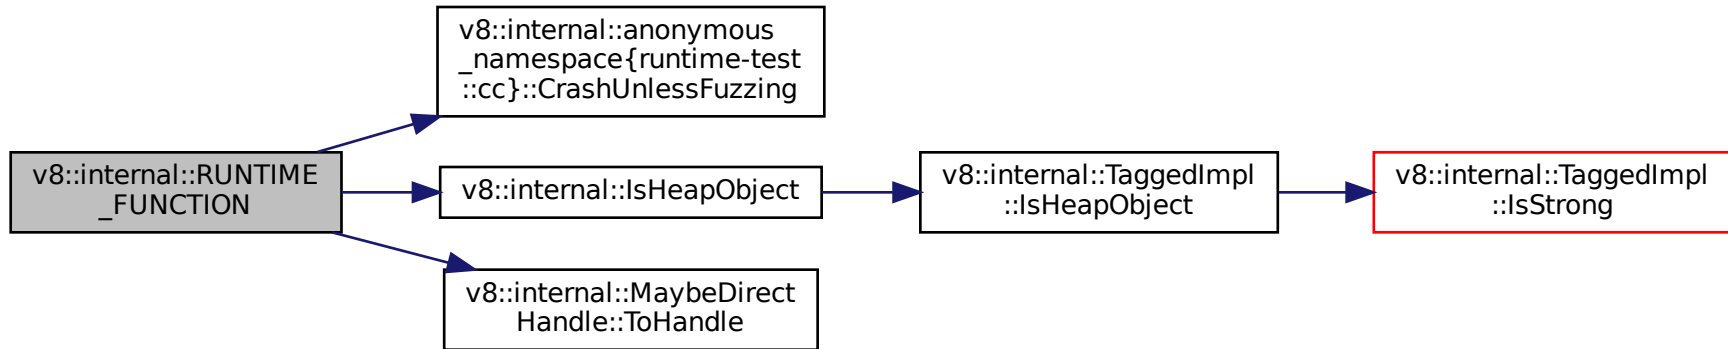 v8::internal::anonymous
_namespace{runtime-test
::cc}::CrashUnlessFuzzing
v8::internal::RUNTIME
_FUNCTION
v8::internal::IsHeapObject
v8::internal::TaggedImpl
::IsHeapObject
v8::internal::TaggedImpl
::IsStrong
v8::internal::MaybeDirect
Handle::ToHandle